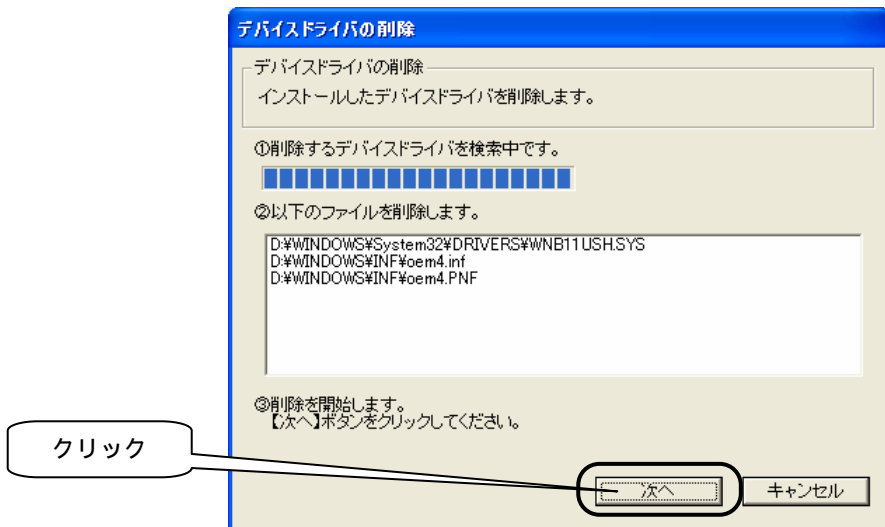 デバイスドライバの削除
デバイスドライバの削除
インストールしたデバイスドライバを削除します。
①削除するデバイスドライバを検索中です。
②以下のファイルを削除します。
D:¥WINDOWS¥System32¥DRIVERS¥WNB11USH.SYS
D:¥WINDOWS¥INF¥oem4.inf
D:¥WINDOWS¥INF¥oem4.PNF
③削除を開始します。
【次へ】ボタンをクリックしてください。
クリック
次へ
キャンセル